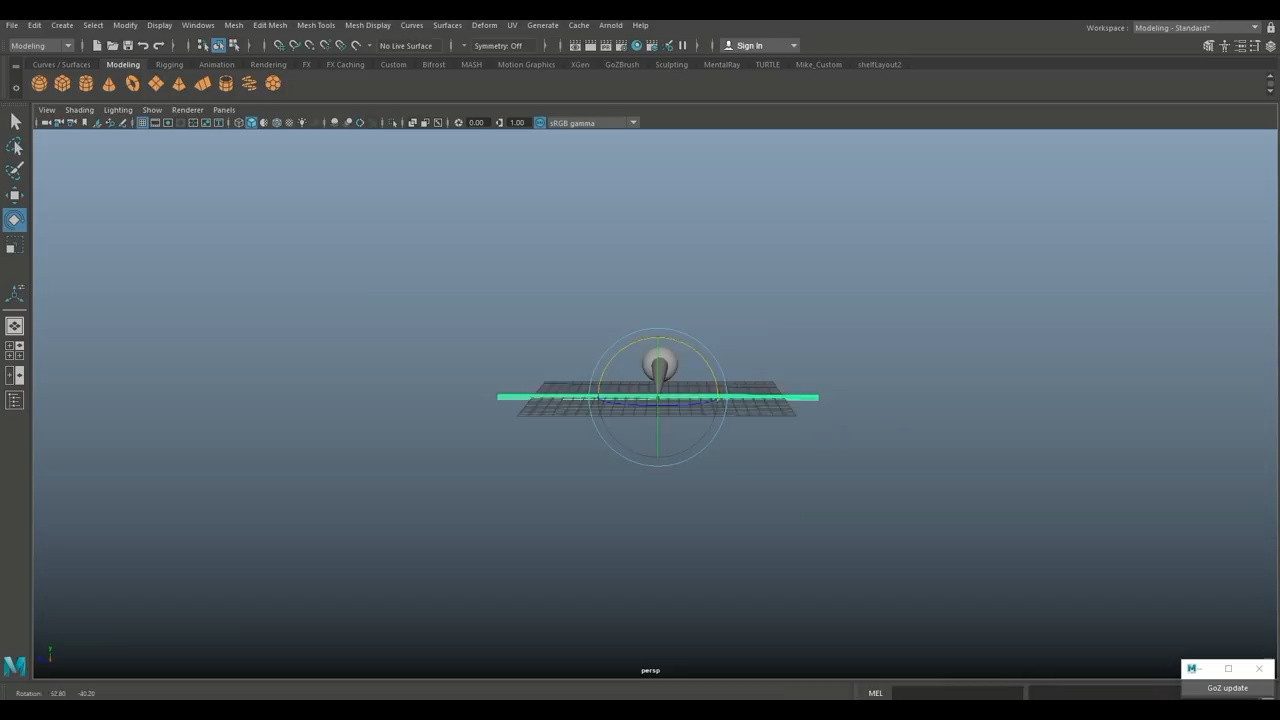 File Edit Create Select Modify Display Windows Mesh Edit Mesh Mesh Tools Mesh Display Curves Surfaces Deform UV Generate Cache Arnold Help
Workspace: Modeling - Standard*
Modeling No Live Surface Symmetry: Off Sign In
Curves / Surfaces Modeling Rigging Animation Rendering FX FX Caching Custom Bifrost MASH Motion Graphics XGen GoZBrush Sculpting MentalRay TURTLE Mike_Custom shelfLayout2
View Shading Lighting Show Renderer Panels
0.00 1.00 sRGB gamma
persp
M
GoZ update
Rotation: 52.80 -40.20
MEL